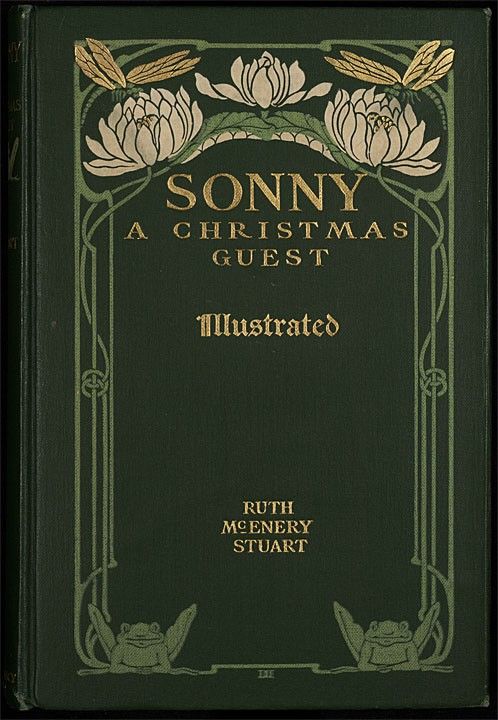 SONNY
A CHRISTMAS
GUEST
Illustrated
RUTH
McENERY
STUART